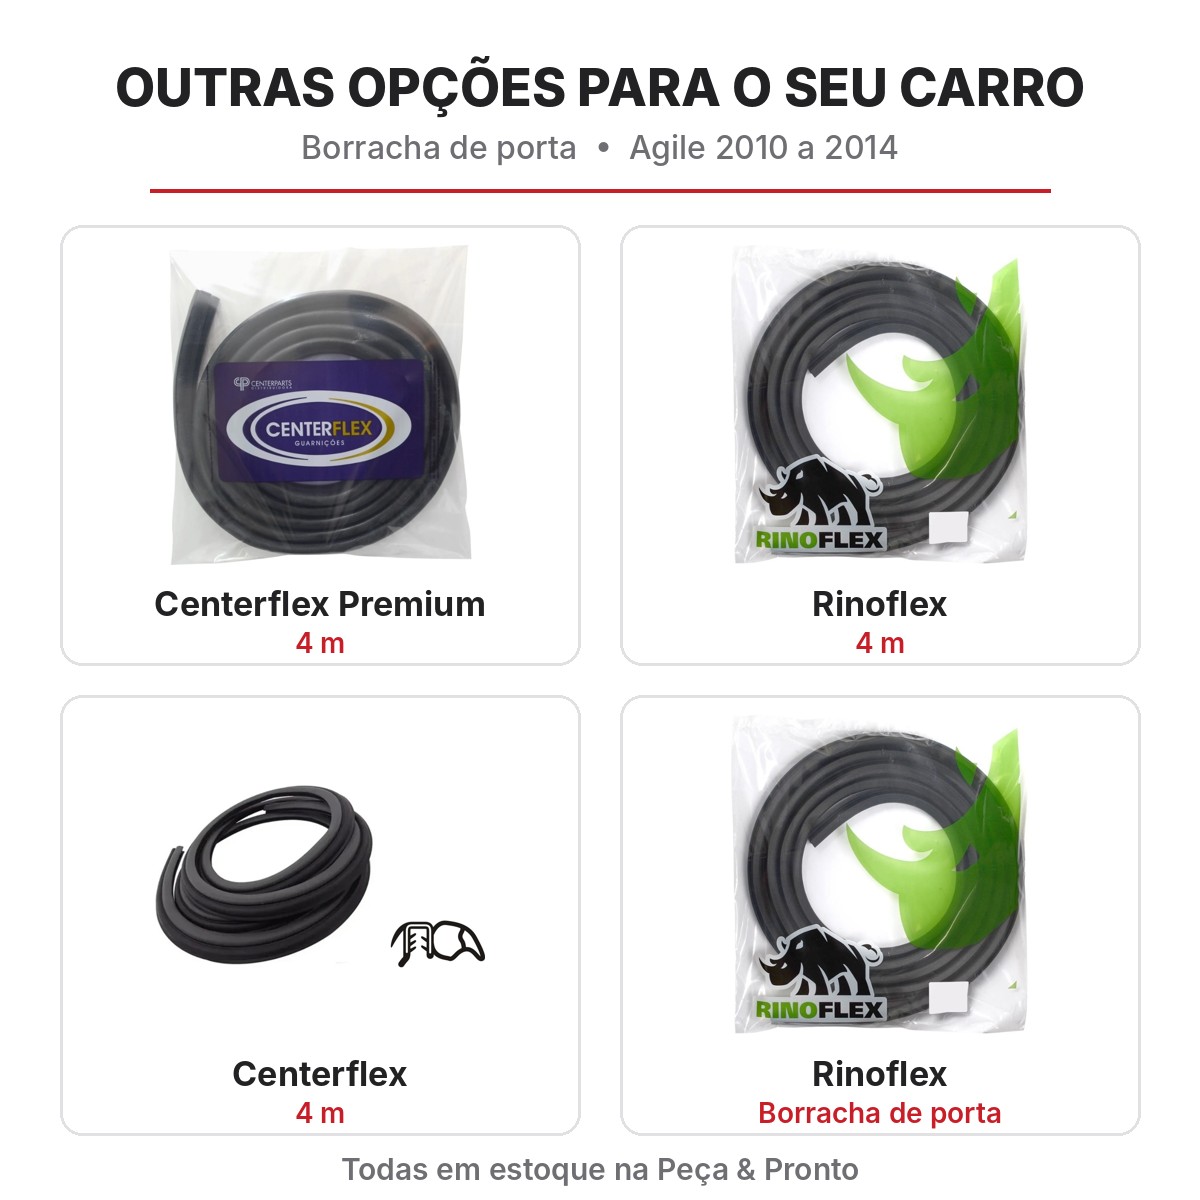 OUTRAS OPÇÕES PARA O SEU CARRO
Borracha de porta • Agile 2010 a 2014
CENTERPARTS
CENTERFLEX
GUARNIÇÕES
Centerflex Premium
4 m
RINOFLEX
Rinoflex
4 m
Centerflex
4 m
RINOFLEX
Rinoflex
Borracha de porta
Todas em estoque na Peça & Pronto